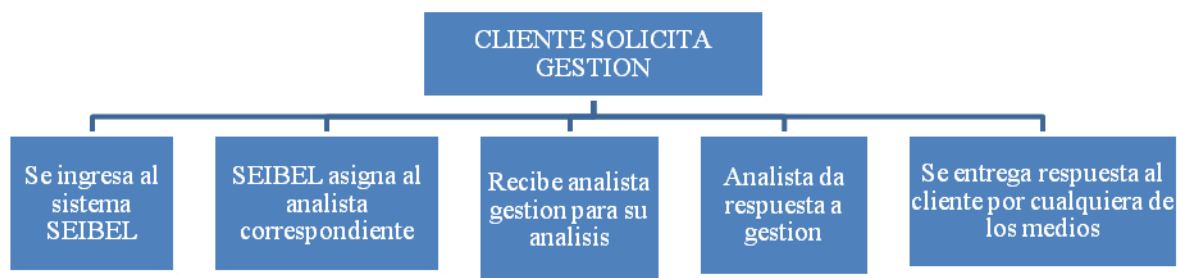 CLIENTE SOLICITA
GESTION
Se ingresa al
sistema
SEIBEL
SEIBEL asigna al
analista
correspondiente
Recibe analista
gestion para su
analisis
Analista da
respuesta a
gestion
Se entrega respuesta al
cliente por cualquiera de
los medios